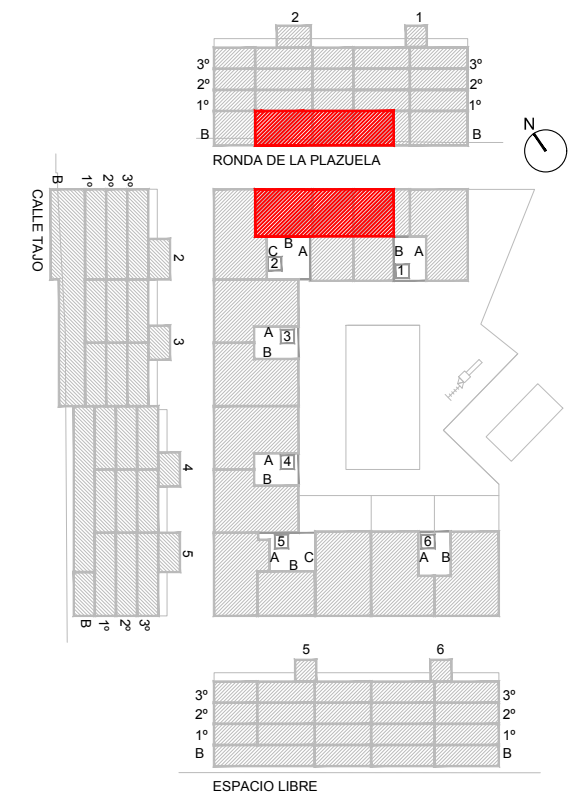 2 1
3º 3º
2º 2º
1º 1º
B B
RONDA DE LA PLAZUELA
N
B 1º 2º 3º
CALLE TAJO
2
3
4
5
B 1º 2º 3º
C B A
2
B A
1
A 3
B
A 4
B
5
A B C
6
A B
5 6
3º 3º
2º 2º
1º 1º
B B
ESPACIO LIBRE